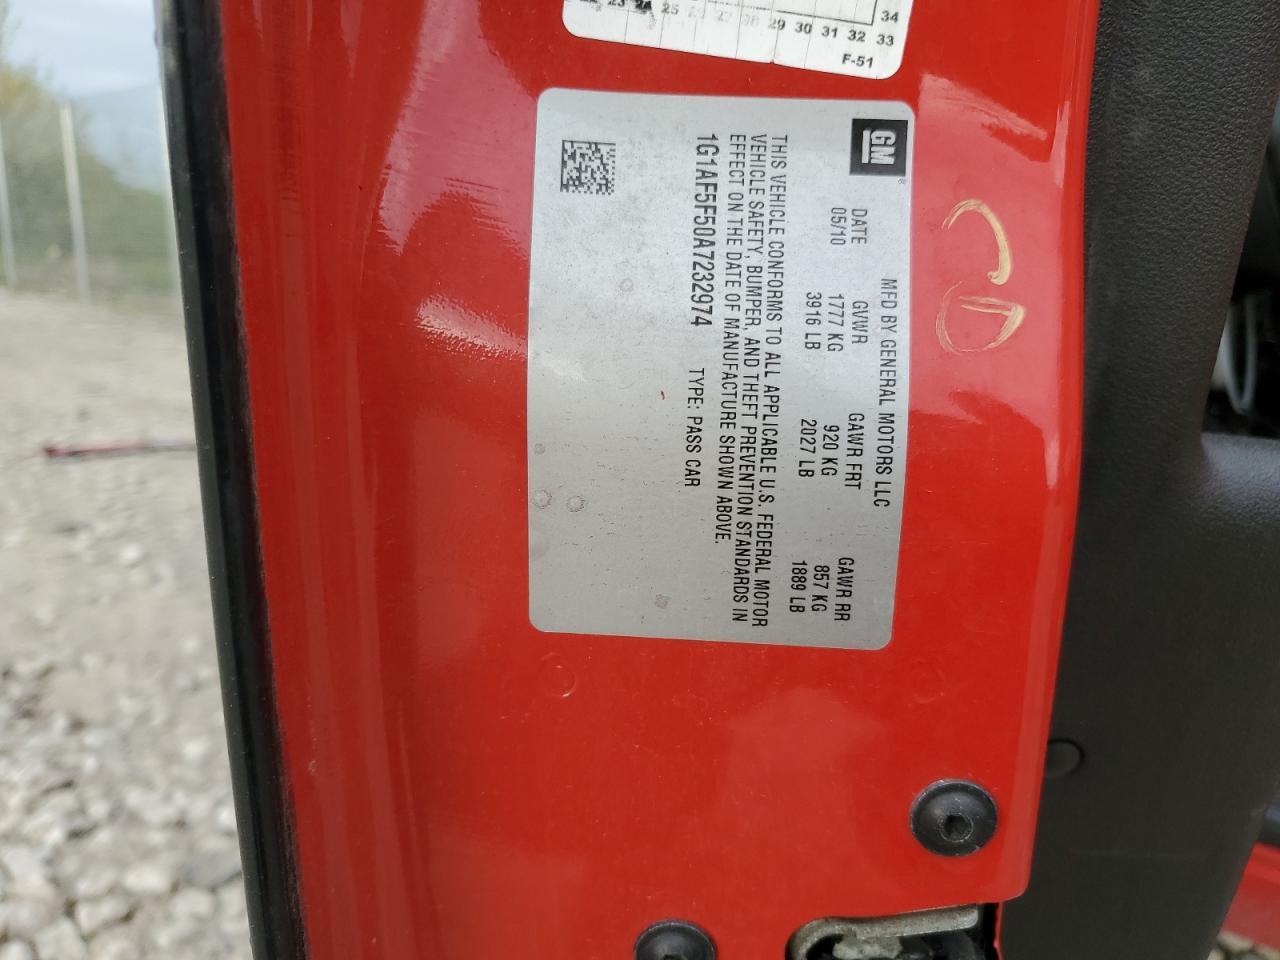 25
28 29 30 31 32 33
34
F-51
GM
MFD BY GENERAL MOTORS LLC
DATE GVWR GAWR FRT GAWR RR
05/10 1777 KG 920 KG 857 KG
3916 LB 2027 LB 1889 LB
THIS VEHICLE CONFORMS TO ALL APPLICABLE U.S. FEDERAL MOTOR
VEHICLE SAFETY, BUMPER, AND THEFT PREVENTION STANDARDS IN
EFFECT ON THE DATE OF MANUFACTURE SHOWN ABOVE.
1G1AF5F50A7232974 TYPE: PASS CAR
CD